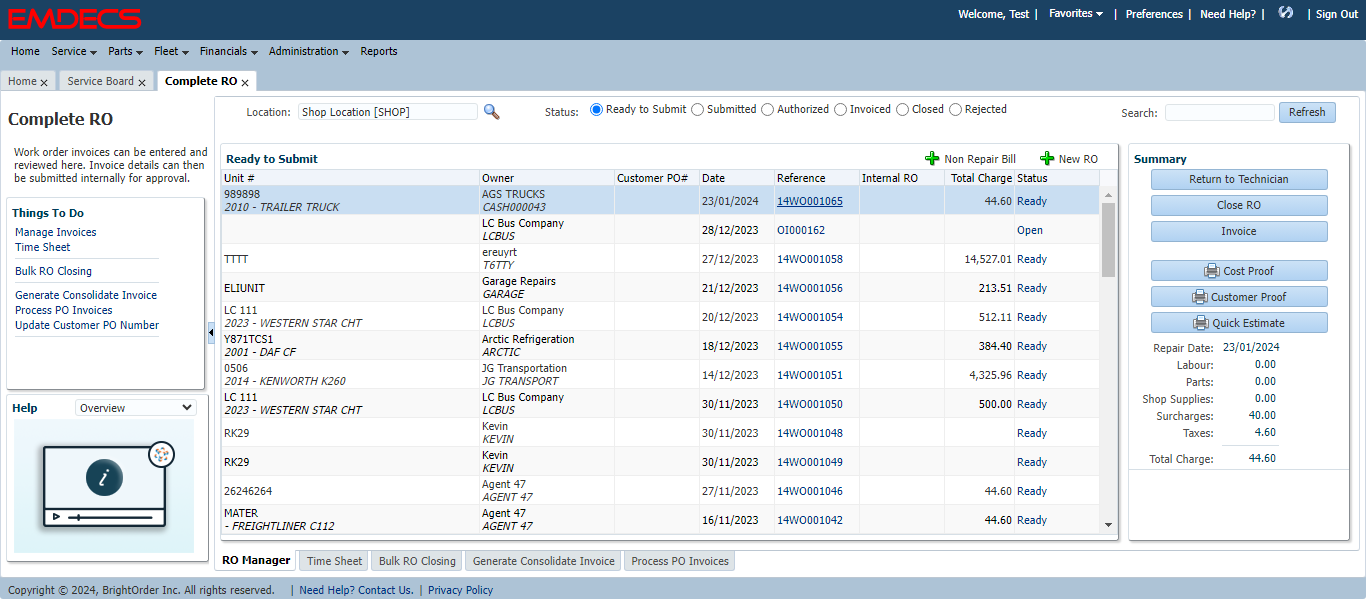 EMDECS
Welcome, Test | Favorites | Preferences | Need Help? | | Sign Out
Home Service Parts Fleet Financials Administration Reports
Home x Service Board x Complete RO x
Complete RO
Work order invoices can be entered and
reviewed here. Invoice details can then
be submitted internally for approval.
Things To Do
Manage Invoices
Time Sheet
Bulk RO Closing
Generate Consolidate Invoice
Process PO Invoices
Update Customer PO Number
Help Overview
i
Location: Shop Location [SHOP] Status: Ready to Submit Submitted Authorized Invoiced Closed Rejected Search: Refresh
Ready to Submit Non Repair Bill New RO
Unit # Owner Customer PO# Date Reference Internal RO Total Charge Status
989898 AGS TRUCKS 23/01/2024 14WO001065 44.60 Ready
2010 - TRAILER TRUCK CASH000043
LC Bus Company 28/12/2023 OI000162 Open
LCBUS
TTTT ereuyrt 27/12/2023 14WO001058 14,527.01 Ready
T6TTY
ELIUNIT Garage Repairs 21/12/2023 14WO001056 213.51 Ready
GARAGE
LC 111 LC Bus Company 20/12/2023 14WO001054 512.11 Ready
2023 - WESTERN STAR CHT LCBUS
Y871TCS1 Arctic Refrigeration 18/12/2023 14WO001055 384.40 Ready
2001 - DAF CF ARCTIC
0506 JG Transportation 14/12/2023 14WO001051 4,325.96 Ready
2014 - KENWORTH K260 JG TRANSPORT
LC 111 LC Bus Company 30/11/2023 14WO001050 500.00 Ready
2023 - WESTERN STAR CHT LCBUS
RK29 Kevin 30/11/2023 14WO001048 Ready
KEVIN
RK29 Kevin 30/11/2023 14WO001049 Ready
KEVIN
26246264 Agent 47 27/11/2023 14WO001046 44.60 Ready
AGENT 47
MATER Agent 47 16/11/2023 14WO001042 44.60 Ready
- FREIGHTLINER C112 AGENT 47
Summary
Return to Technician
Close RO
Invoice
Cost Proof
Customer Proof
Quick Estimate
Repair Date: 23/01/2024
Labour: 0.00
Parts: 0.00
Shop Supplies: 0.00
Surcharges: 40.00
Taxes: 4.60
Total Charge: 44.60
RO Manager Time Sheet Bulk RO Closing Generate Consolidate Invoice Process PO Invoices
Copyright © 2024, BrightOrder Inc. All rights reserved. | Need Help? Contact Us. | Privacy Policy